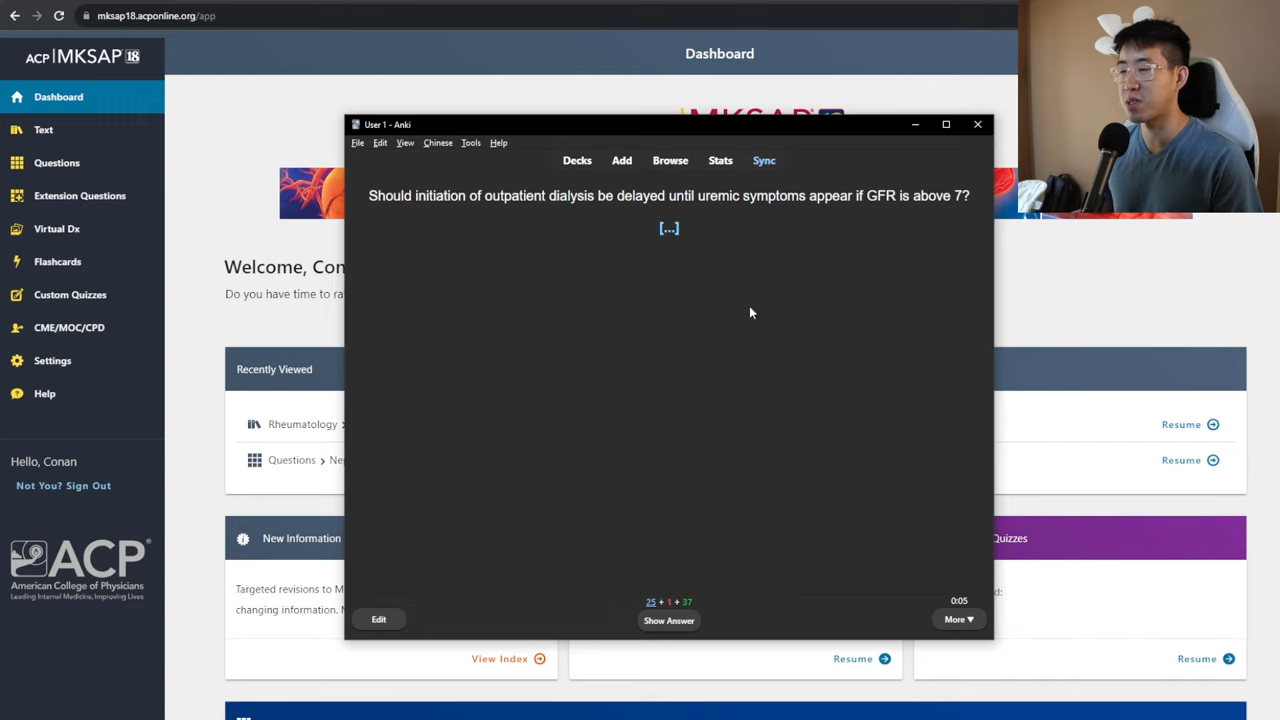 mksap18.acponline.org/app
ACP MKSAP 18
Dashboard
Dashboard
Text
Questions
Extension Questions
Virtual Dx
Flashcards
Custom Quizzes
CME/MOC/CPD
Settings
Help
Hello, Conan
Not You? Sign Out
ACP®
American College of Physicians
Leading Internal Medicine, Improving Lives
Welcome, Con
Do you have time to ra
Recently Viewed
Rheumatology
Resume
Questions > Nep
Resume
New Information
Targeted revisions to M
changing information. M
View Index
Resume
Quizzes
Resume
User 1 - Anki
File Edit View Chinese Tools Help
Decks Add Browse Stats Sync
Should initiation of outpatient dialysis be delayed until uremic symptoms appear if GFR is above 7?
[...]
25 + 1 + 37
0:05
Edit
Show Answer
More ▼